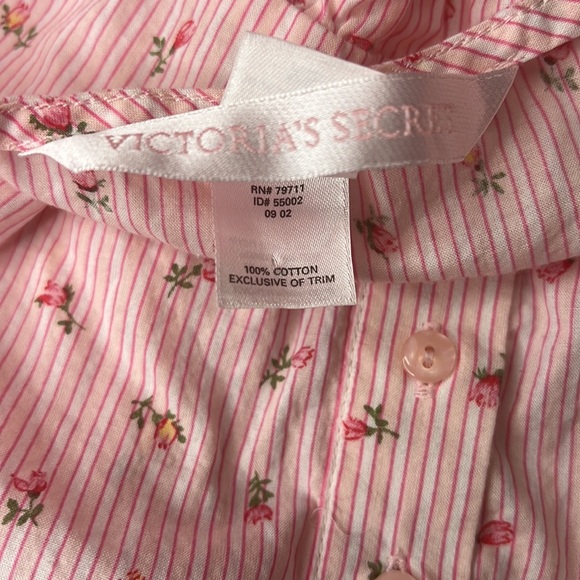 VICTORIA'S SECRET
RN# 79711
ID# 55002
09 02
100% COTTON
EXCLUSIVE OF TRIM